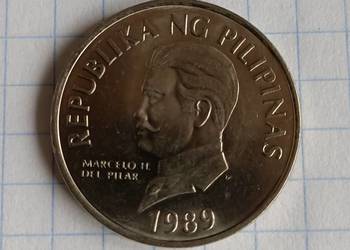 REPUBLIKA NG PILIPINAS
MARCELO H.
DEL PILAR
1989